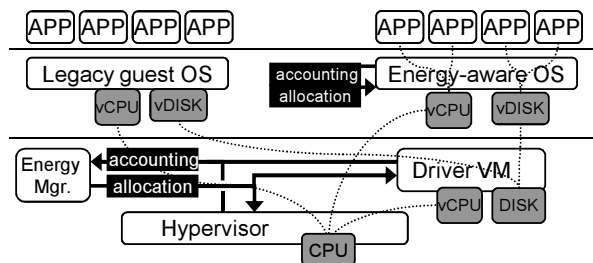 APP APP APP APP APP APP APP APP
Legacy guest OS
accounting
allocation
Energy-aware OS
vCPU vDISK vCPU vDISK
Energy
Mgr.
accounting
allocation
Driver VM
vCPU DISK
Hypervisor
CPU